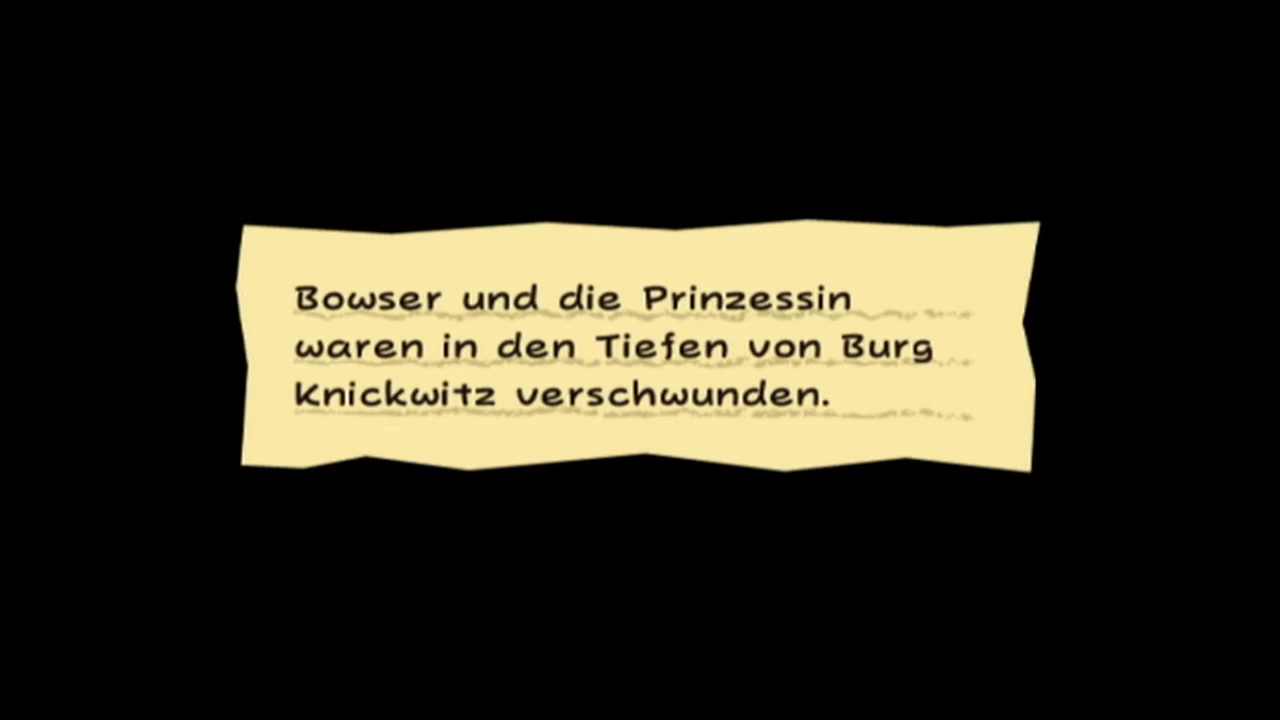 Bowser und die Prinzessin
waren in den Tiefen von Burg
Knickwitz verschwunden.